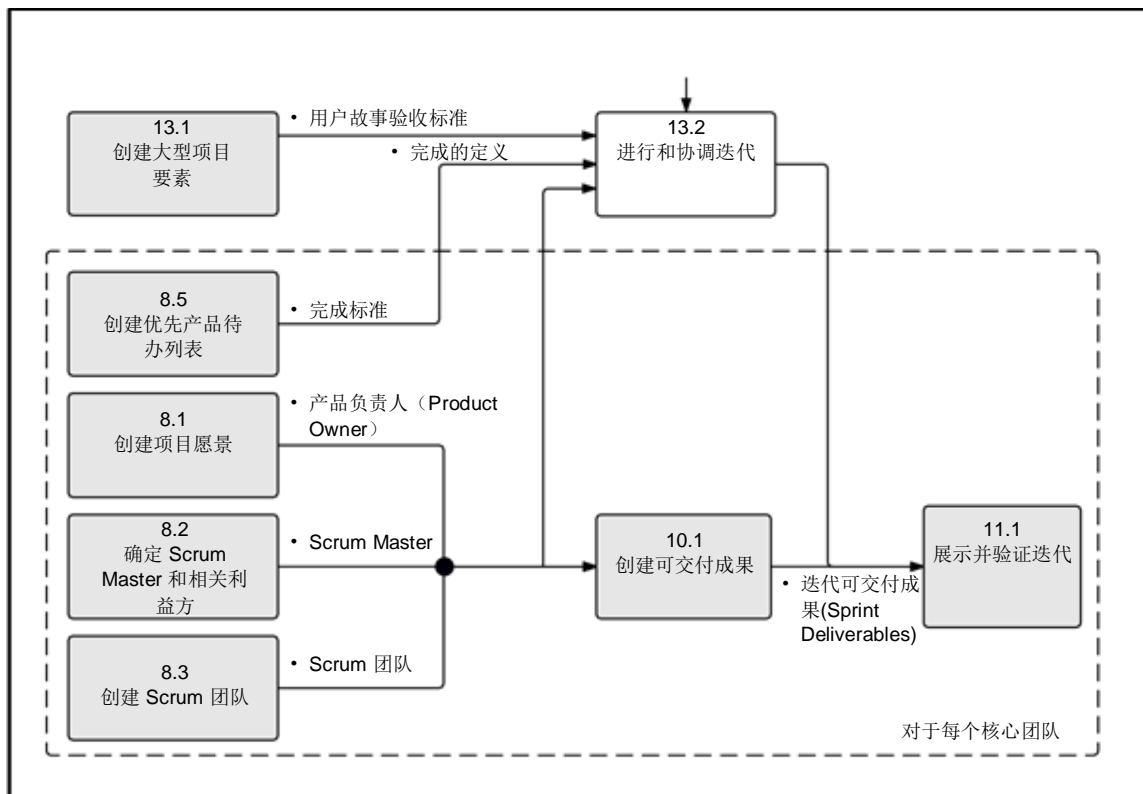 13.1
创建大型项目
要素
• 用户故事验收标准
• 完成的定义
13.2
进行和协调迭代
8.5
创建优先产品待
办列表
• 完成标准
8.1
创建项目愿景
• 产品负责人（Product
Owner）
8.2
确定 Scrum
Master 和相关利
益方
• Scrum Master
10.1
创建可交付成果
11.1
展示并验证迭代
• 迭代可交付成
果(Sprint
Deliverables)
8.3
创建 Scrum 团队
• Scrum 团队
对于每个核心团队